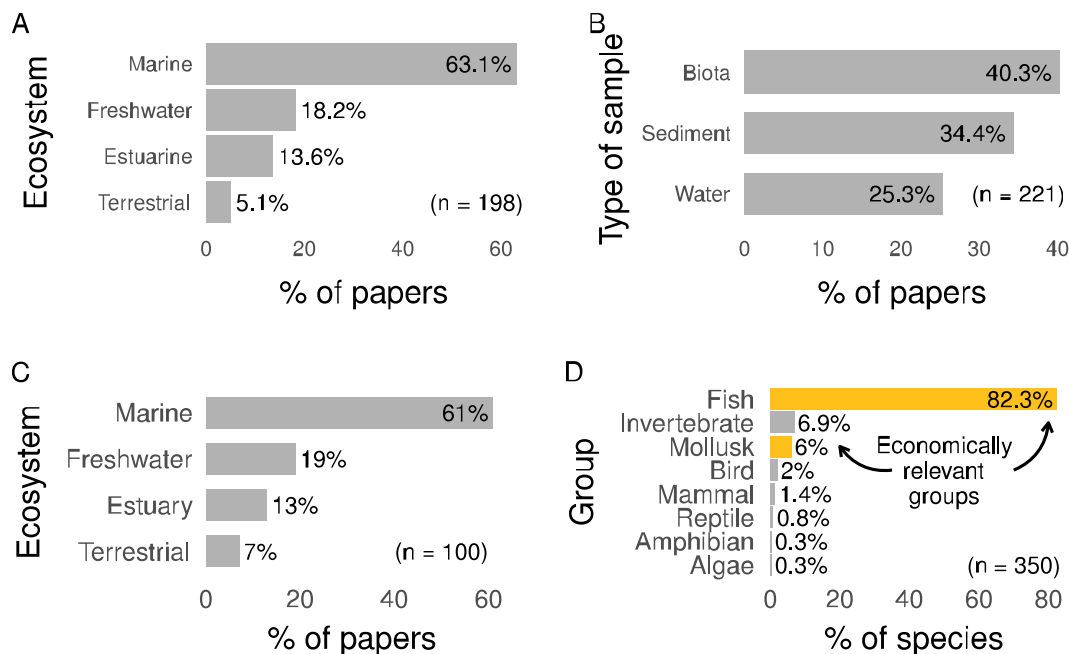 A
Ecosystem
Marine 63.1%
Freshwater 18.2%
Estuarine 13.6%
Terrestrial 5.1% (n = 198)
0 20 40 60
% of papers
B
Type of sample
Biota 40.3%
Sediment 34.4%
Water 25.3% (n = 221)
0 10 20 30 40
% of papers
C
Ecosystem
Marine 61%
Freshwater 19%
Estuary 13%
Terrestrial 7% (n = 100)
0 20 40 60
% of papers
D
Group
Fish 82.3%
Invertebrate 6.9%
Mollusk 6%
Bird 2%
Mammal 1.4%
Reptile 0.8%
Amphibian 0.3%
Algae 0.3%
Economically
relevant
groups
(n = 350)
0 20 40 60 80
% of species